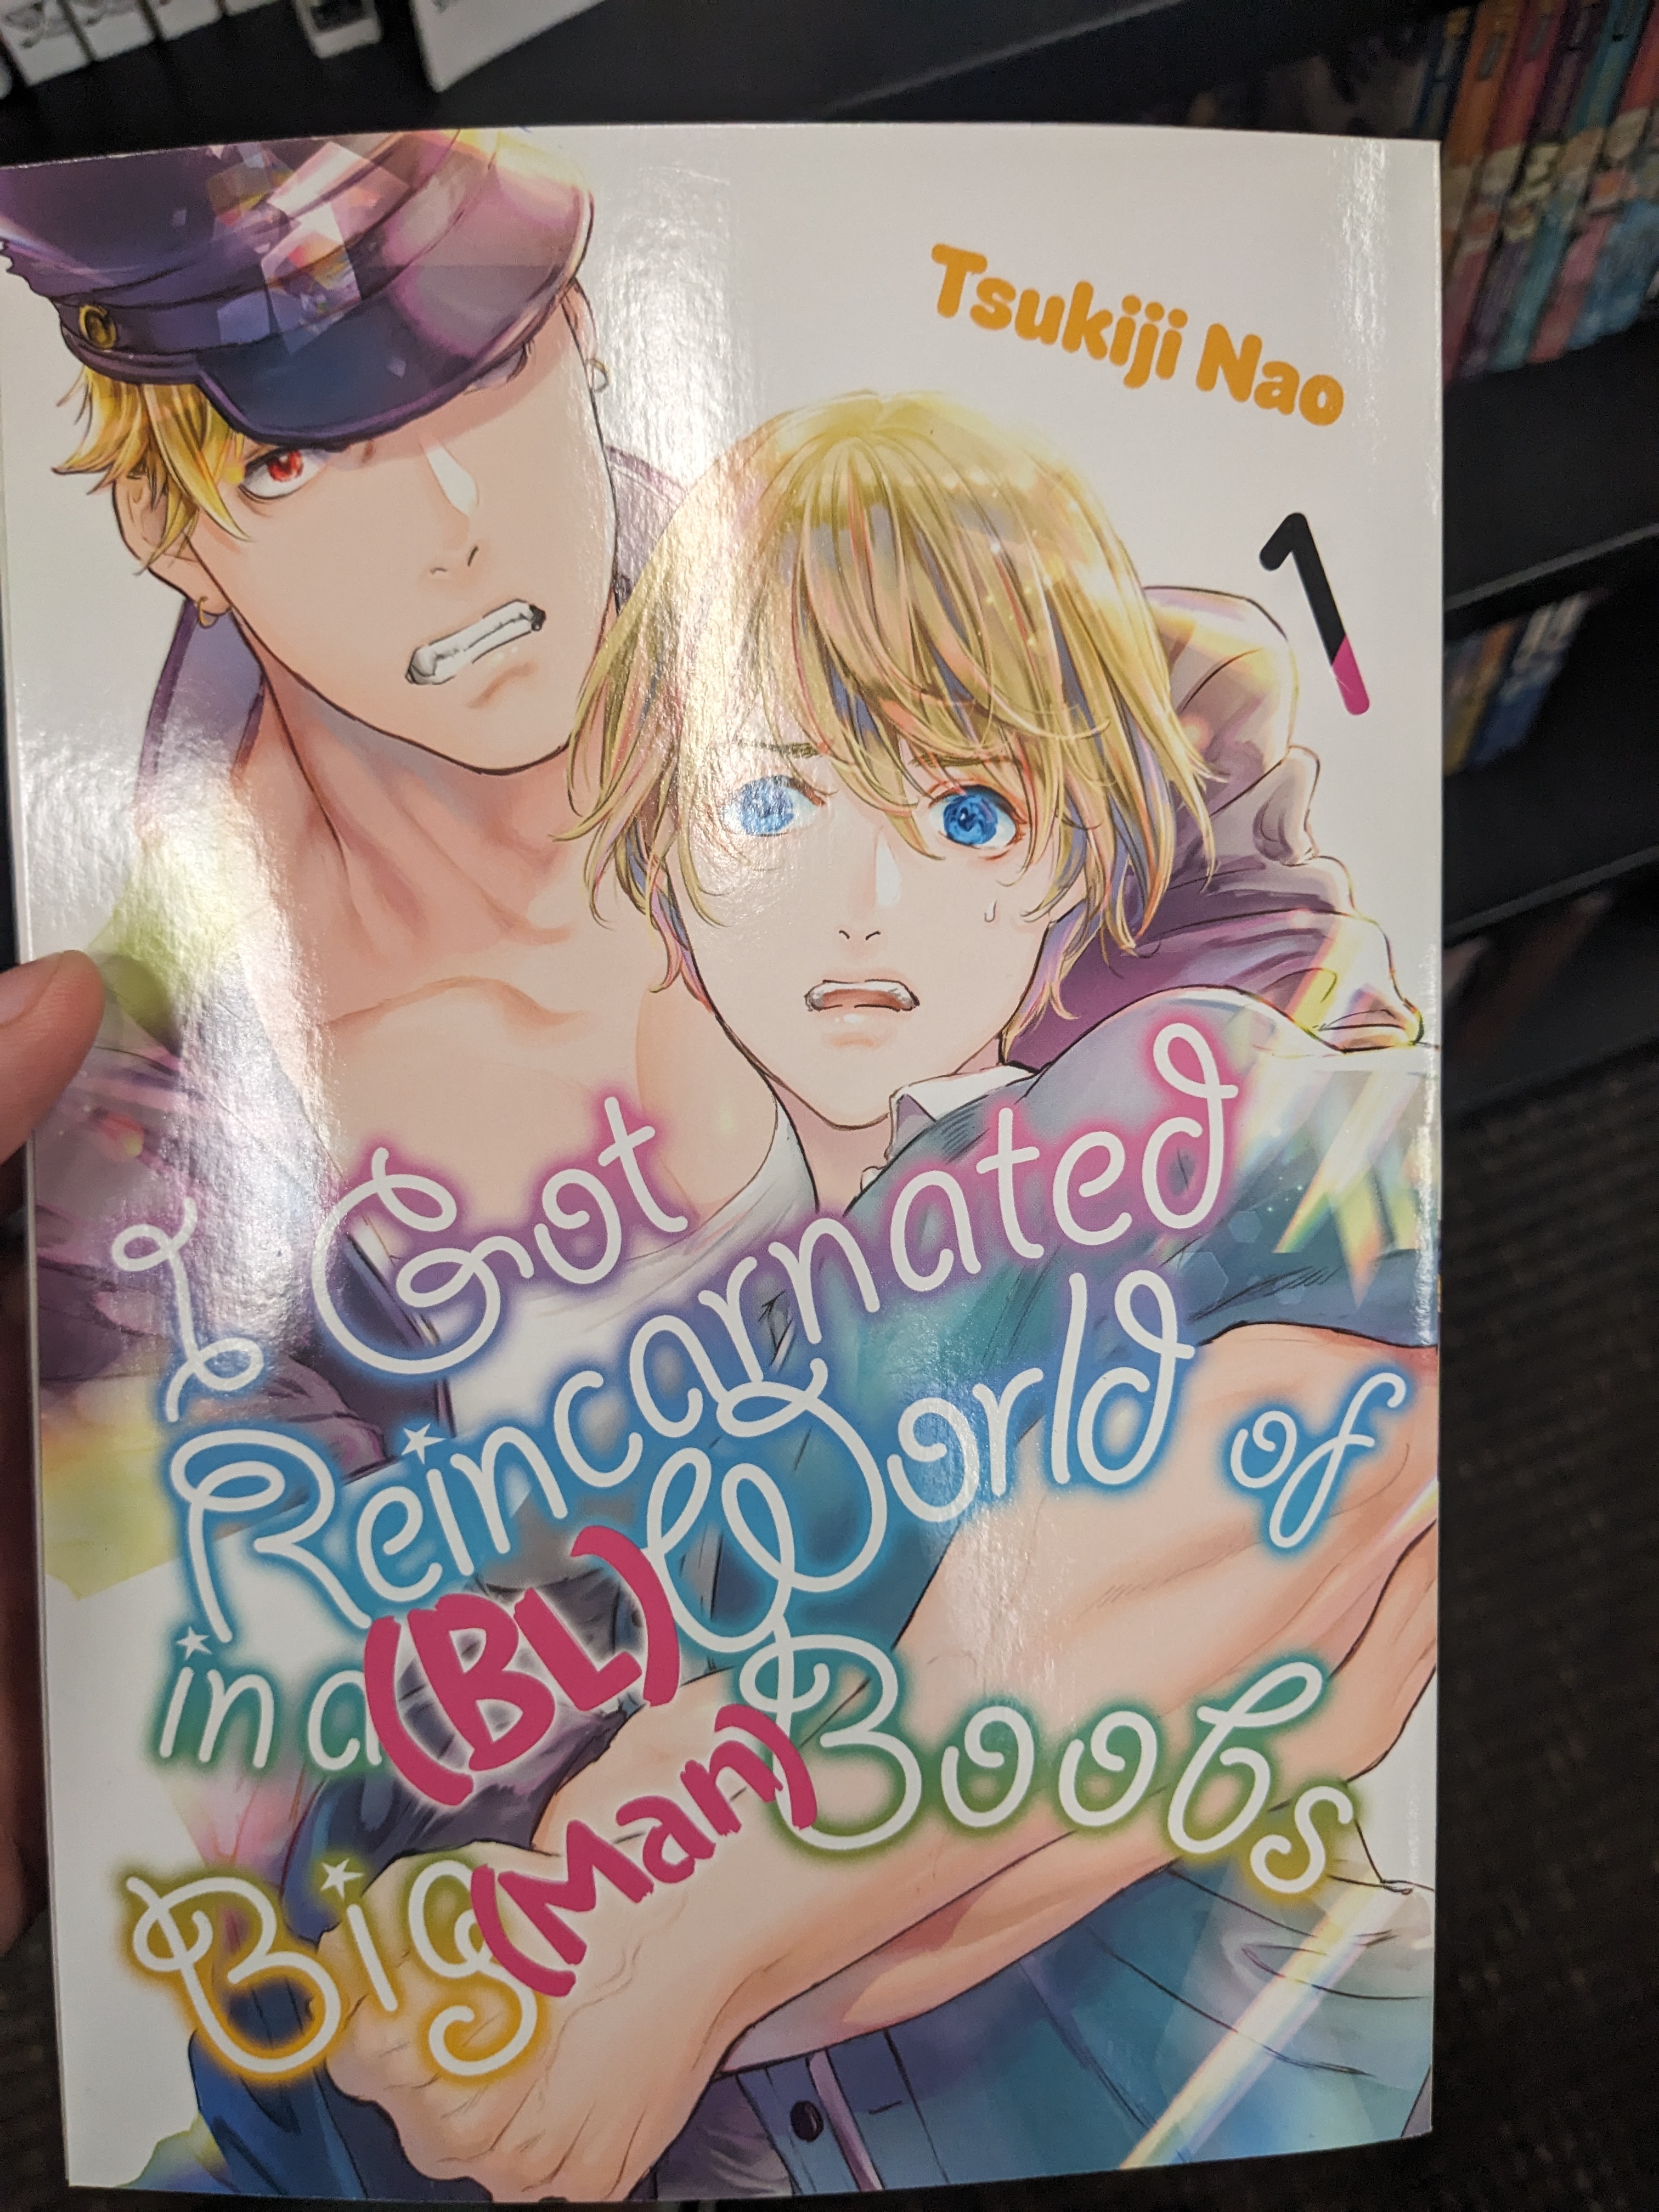 Tsukiji Nao
1
I Got
Reincarnated
in a (BL) World of
Big (Man) Boobs